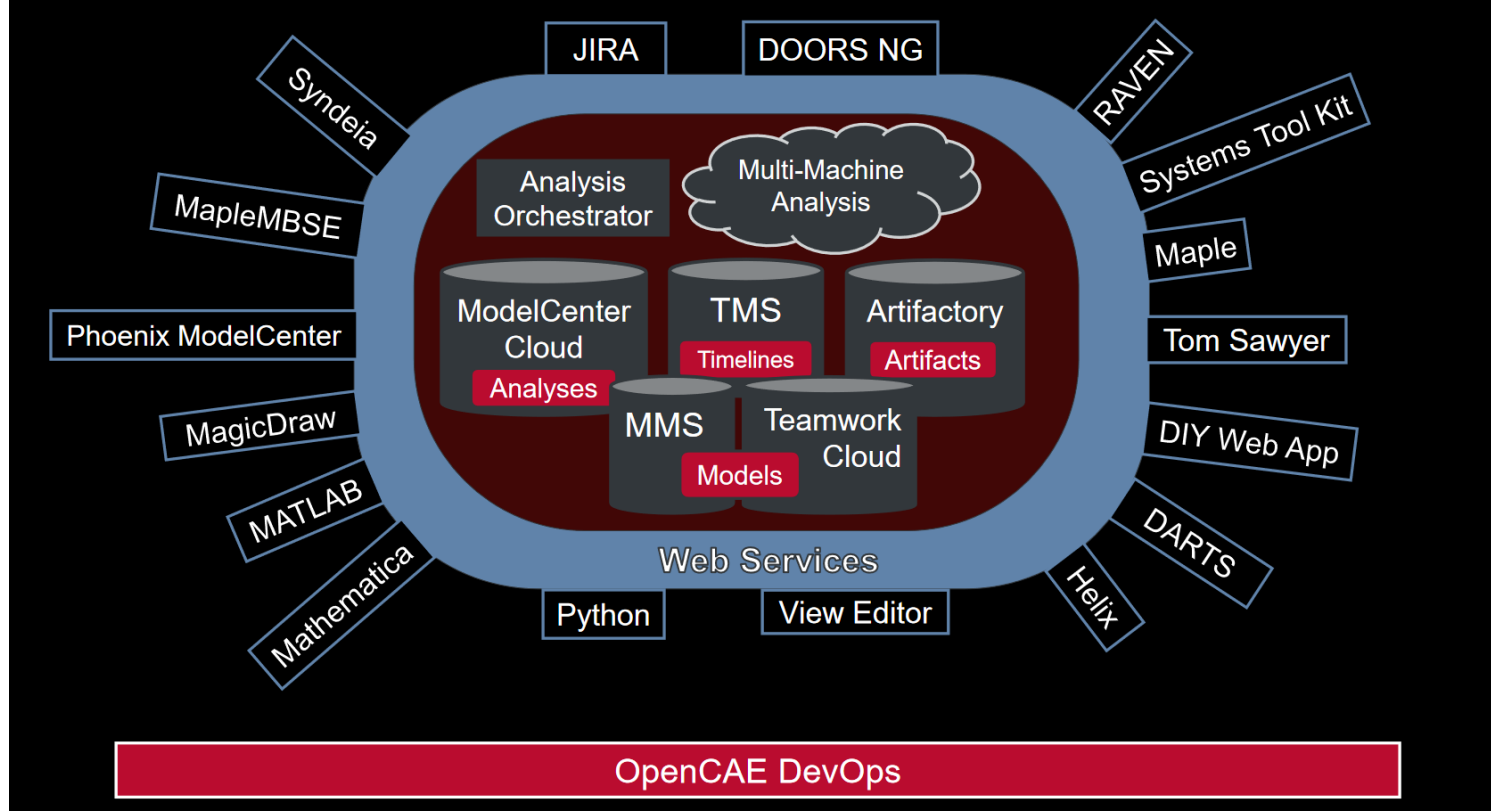 JIRA
DOORS NG
RAVEN
Syndeia
Systems Tool Kit
MapleMBSE
Maple
Analysis
Orchestrator
Multi-Machine
Analysis
ModelCenter
Cloud
Analyses
TMS
Timelines
Artifactory
Artifacts
Phoenix ModelCenter
Tom Sawyer
MMS
Teamwork
Cloud
Models
MagicDraw
DIY Web App
MATLAB
DARTS
Mathematica
Web Services
Helix
Python
View Editor
OpenCAE DevOps